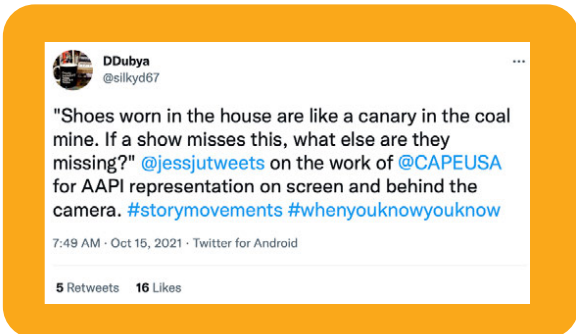 DDubya
@silkyd67
"Shoes worn in the house are like a canary in the coal
mine. If a show misses this, what else are they
missing?" @jessjutweets on the work of @CAPEUSA
for AAPI representation on screen and behind the
camera. #storymovements #whenyouknowyouknow
7:49 AM · Oct 15, 2021 · Twitter for Android
5 Retweets 16 Likes